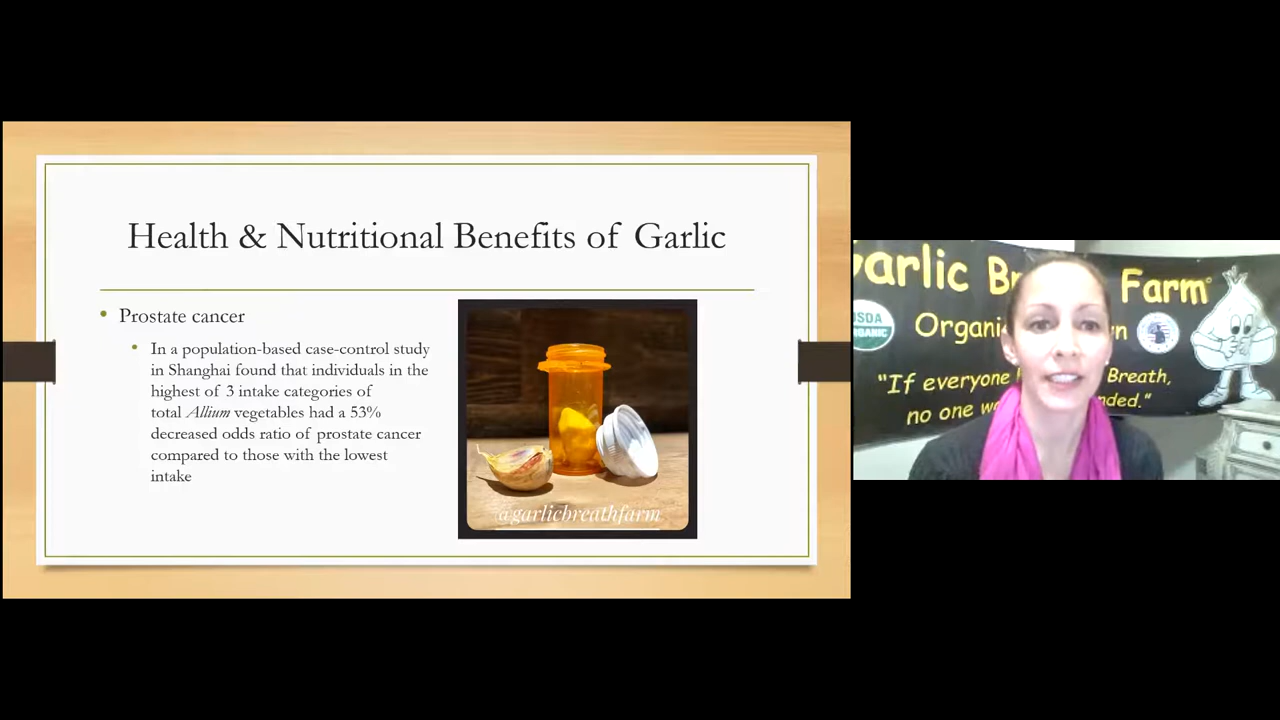 Health & Nutritional Benefits of Garlic
• Prostate cancer
• In a population-based case-control study
in Shanghai found that individuals in the
highest of 3 intake categories of
total Allium vegetables had a 53%
decreased odds ratio of prostate cancer
compared to those with the lowest
intake
@garlicbreathfarm
Garlic Farm
USDA
ORGANIC
"If everyone Breath,
no one